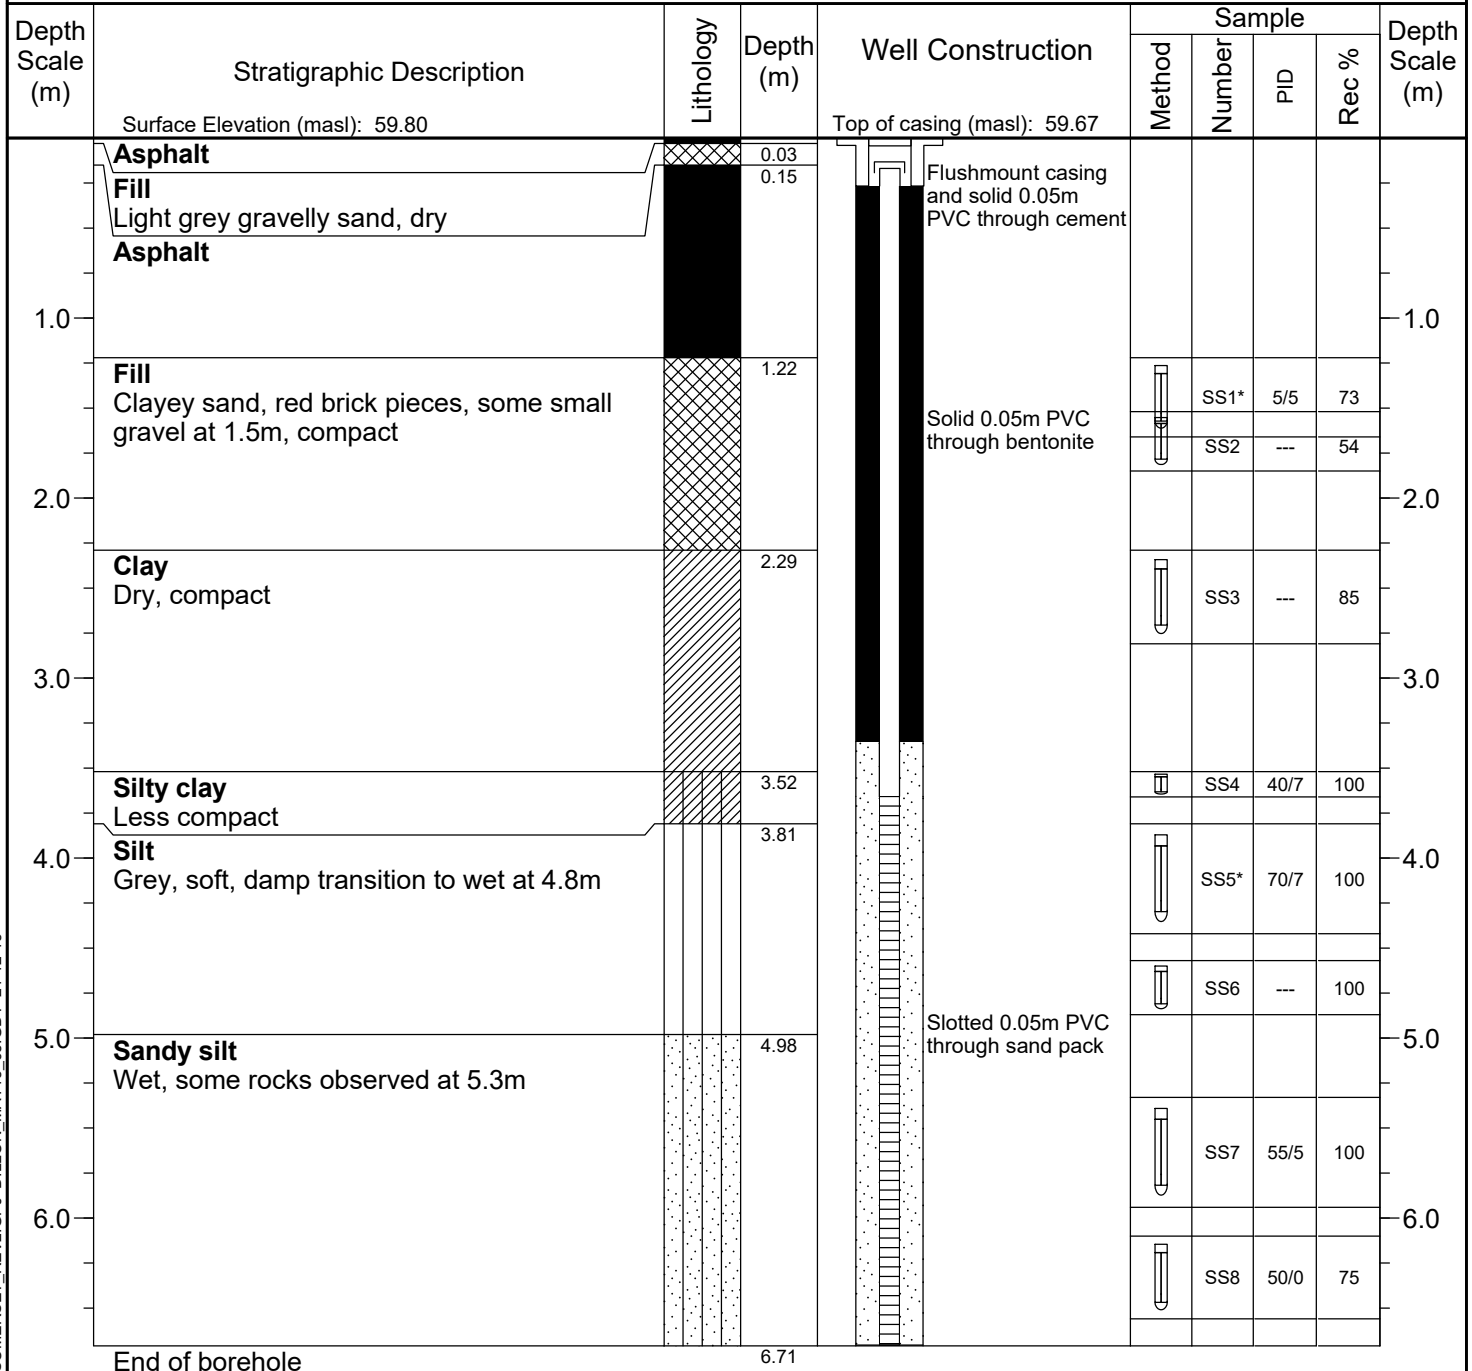 Depth
Scale
(m)
Stratigraphic Description
Surface Elevation (masl): 59.80
Lithology
Depth
(m)
Well Construction
Top of casing (masl): 59.67
Sample
Method
Number
PID
Rec %
Depth
Scale
(m)
Asphalt
0.03
Fill
0.15
Light grey gravelly sand, dry
Flushmount casing
and solid 0.05m
PVC through cement
Asphalt
1.0
1.0
Fill
1.22
Clayey sand, red brick pieces, some small
gravel at 1.5m, compact
Solid 0.05m PVC
through bentonite
SS1* 5/5 73
SS2 --- 54
2.0
2.0
Clay
2.29
Dry, compact
SS3 --- 85
3.0
3.0
Silty clay
3.52
Less compact
SS4 40/7 100
Silt
3.81
4.0
4.0
Grey, soft, damp transition to wet at 4.8m
SS5* 70/7 100
SS6 --- 100
Slotted 0.05m PVC
through sand pack
5.0
5.0
Sandy silt
4.98
Wet, some rocks observed at 5.3m
SS7 55/5 100
6.0
6.0
SS8 50/0 75
End of borehole
6.71